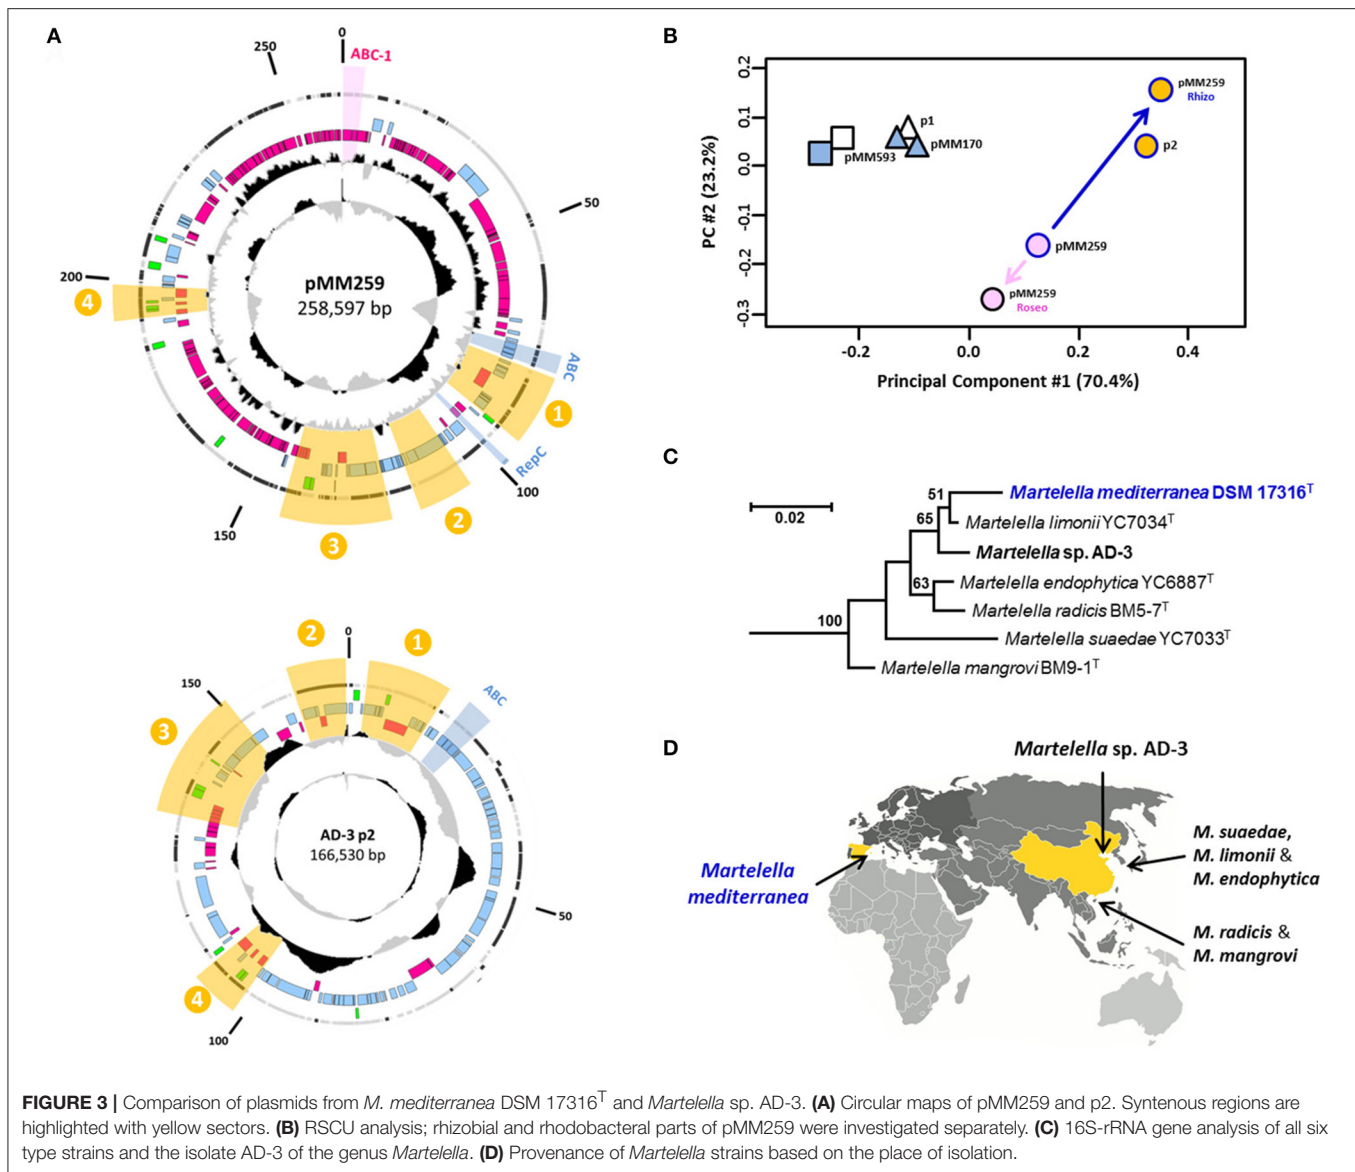 A
0
ABC-1
250
50
200
4
pMM259
258,597 bp
ABC
1
RepC
100
2
3
150
0
2
1
150
ABC
3
AD-3 p2
166,530 bp
50
4
100
B
0.2
0.1
0.0
-0.1
-0.2
-0.3
PC #2 (23.2%)
pMM259
Rhizo
p1
pMM170
p2
pMM593
pMM259
pMM259
Roseo
-0.2
0.0
0.2
0.4
Principal Component #1 (70.4%)
C
0.02
51
Martelella mediterranea DSM 17316T
65
Martelella limonii YC7034T
Martelella sp. AD-3
63
Martelella endophytica YC6887T
Martelella radicis BM5-7T
100
Martelella suaedae YC7033T
Martelella mangrovi BM9-1T
D
Martelella sp. AD-3
Martelella
mediterranea
M. suaedae,
M. limonii &
M. endophytica
M. radicis &
M. mangrovi
FIGURE 3 | Comparison of plasmids from M. mediterranea DSM 17316T and Martelella sp. AD-3. (A) Circular maps of pMM259 and p2. Syntenous regions are
highlighted with yellow sectors. (B) RSCU analysis; rhizobial and rhodobacteral parts of pMM259 were investigated separately. (C) 16S-rRNA gene analysis of all six
type strains and the isolate AD-3 of the genus Martelella. (D) Provenance of Martelella strains based on the place of isolation.